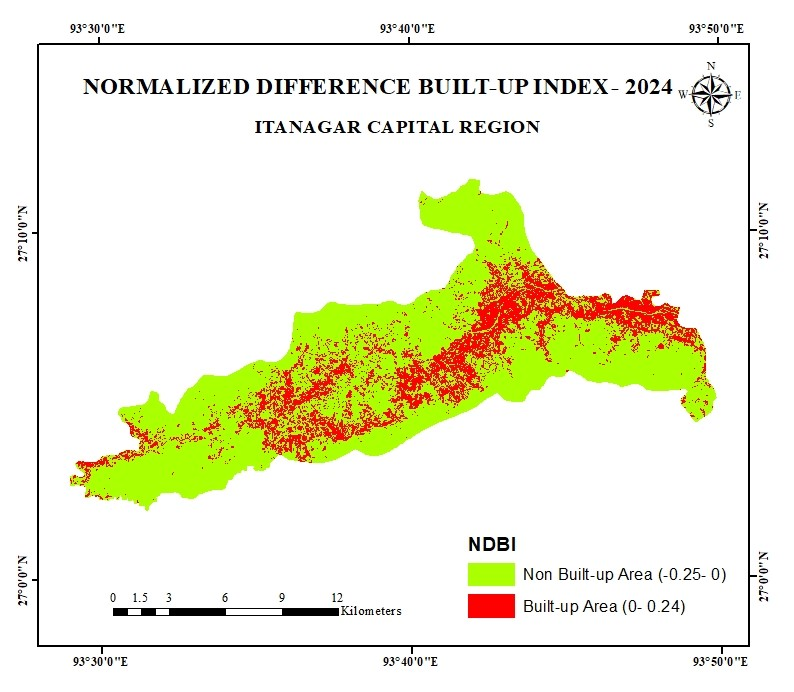 93°30'0"E 93°40'0"E 93°50'0"E
NORMALIZED DIFFERENCE BUILT-UP INDEX- 2024
ITANAGAR CAPITAL REGION
N
W E
S
27°10'0"N 27°10'0"N
27°0'0"N 27°0'0"N
NDBI
Non Built-up Area (-0.25- 0)
Built-up Area (0- 0.24)
0 1.5 3 6 9 12
Kilometers
93°30'0"E 93°40'0"E 93°50'0"E